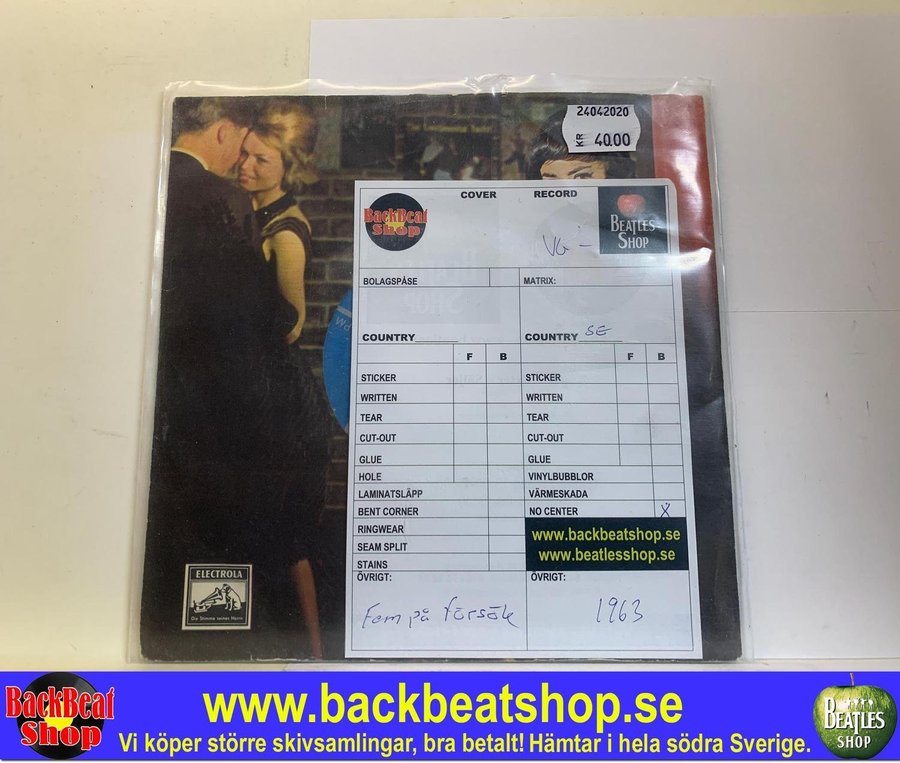 24042020
KR 40.00
COVER
RECORD
BackBeat
Shop
VG -
BEATLES
SHOP
BOLAGSPÅSE
MATRIX:
COUNTRY
COUNTRY SE
F B
F B
STICKER
STICKER
WRITTEN
WRITTEN
TEAR
TEAR
CUT-OUT
CUT-OUT
GLUE
GLUE
HOLE
VINYLBUBBLOR
LAMINATSLÄPP
VÄRMESKADA
BENT CORNER
NO CENTER X
RINGWEAR
www.backbeatshop.se
SEAM SPLIT
www.beatlesshop.se
STAINS
ÖVRIGT:
ÖVRIGT:
Fem på försök
1963
ELECTROLA
Die Stimme seines Herrn
BackBeat
Shop
www.backbeatshop.se
Vi köper större skivsamlingar, bra betalt! Hämtar i hela södra Sverige.
BEATLES
SHOP